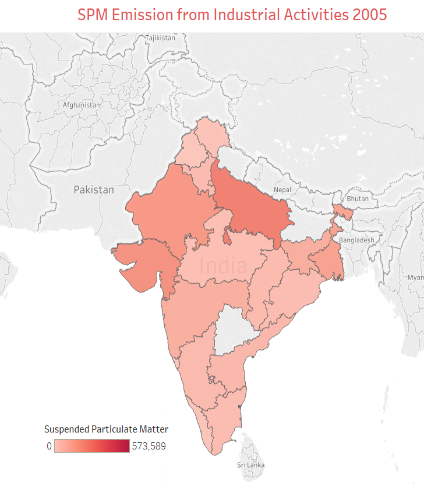 SPM Emission from Industrial Activities 2005
Tajikistan
Afghanistan
Pakistan
Nepal
Bhutan
Bangladesh
India
Myan
Suspended Particulate Matter
0 573,589
Sri Lanka